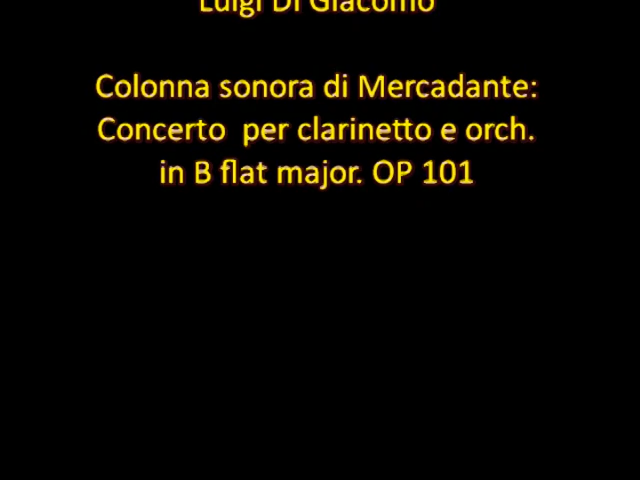 Luigi Di Giacomo
Colonna sonora di Mercadante:
Concerto  per clarinetto e orch.
in B flat major. OP 101